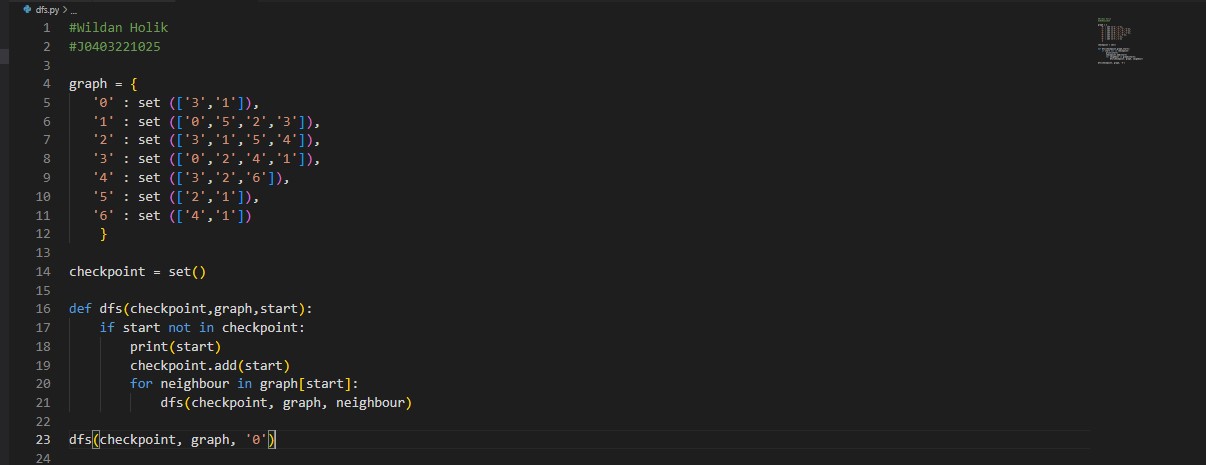 dfs.py > ...
1 #Wildan Holik
2 #J0403221025
3
4 graph = {
5 '0' : set (['3','1']),
6 '1' : set (['0','5','2','3']),
7 '2' : set (['3','1','5','4']),
8 '3' : set (['0','2','4','1']),
9 '4' : set (['3','2','6']),
10 '5' : set (['2','1']),
11 '6' : set (['4','1'])
12 }
13
14 checkpoint = set()
15
16 def dfs(checkpoint,graph,start):
17 if start not in checkpoint:
18 print(start)
19 checkpoint.add(start)
20 for neighbour in graph[start]:
21 dfs(checkpoint, graph, neighbour)
22
23 dfs(checkpoint, graph, '0')
24